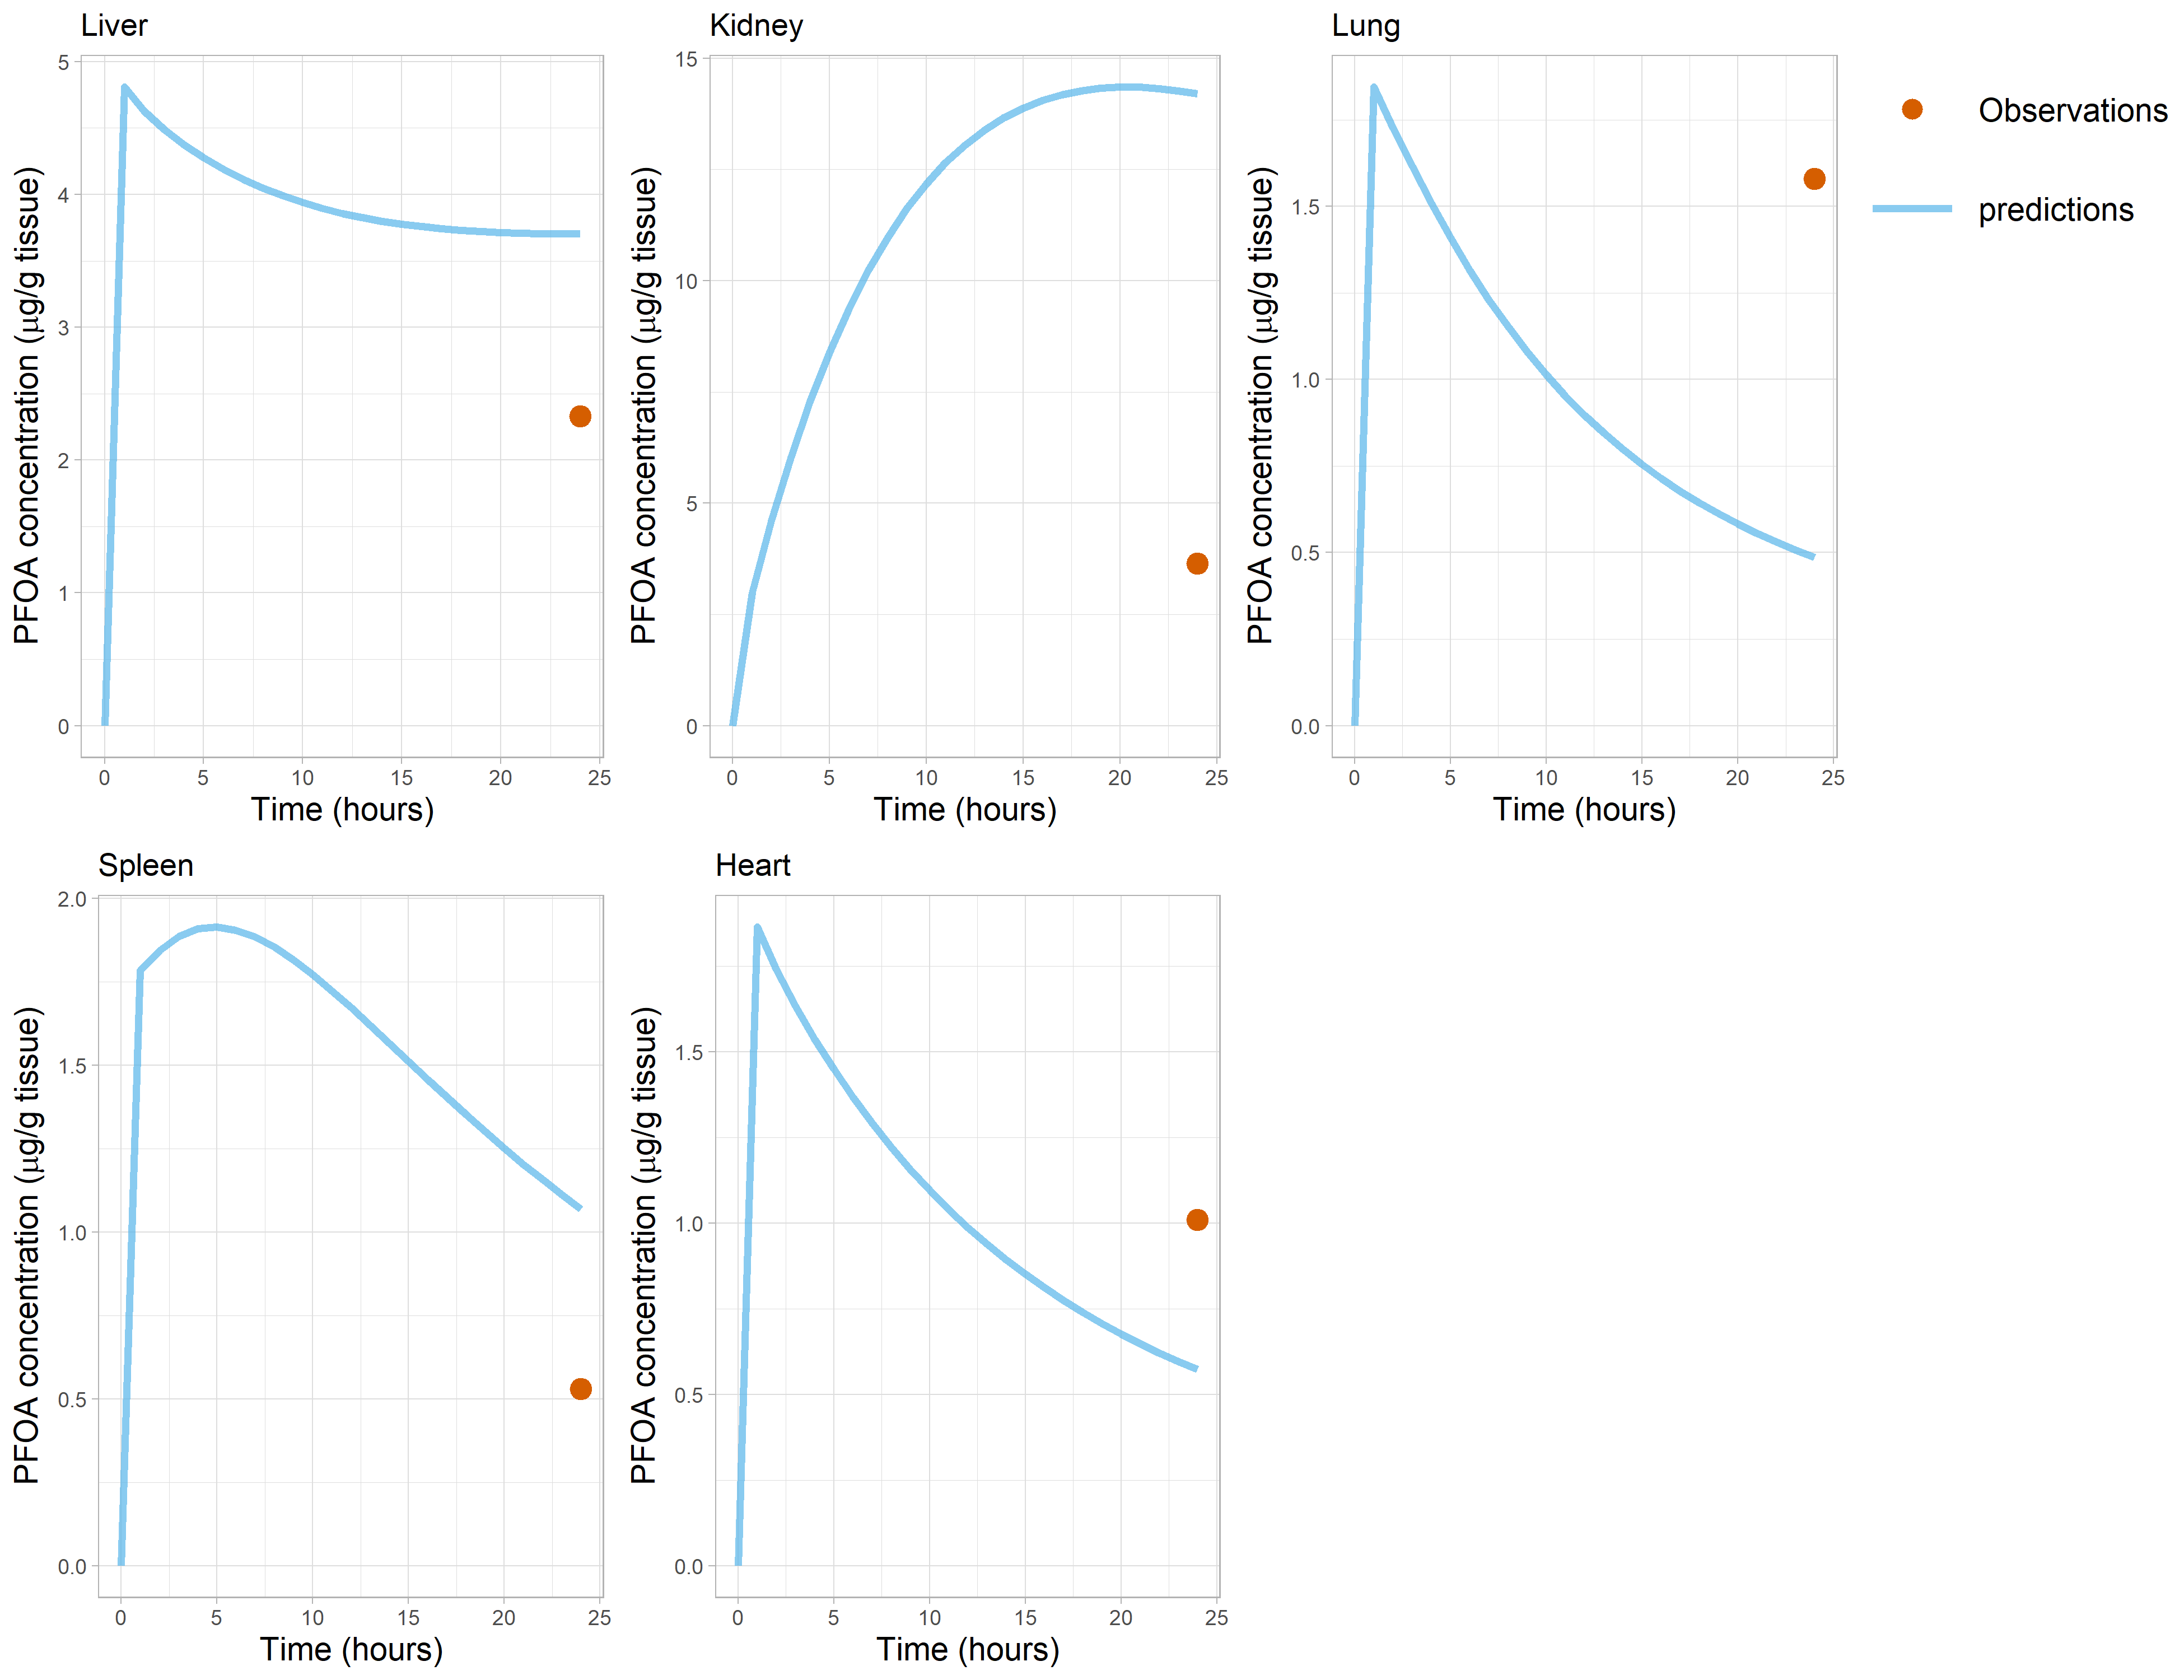 Liver
5
4
3
2
1
0
PFOA concentration (μg/g tissue)
0 5 10 15 20 25
Time (hours)
Kidney
15
10
5
0
PFOA concentration (μg/g tissue)
0 5 10 15 20 25
Time (hours)
Lung
1.5
1.0
0.5
0.0
PFOA concentration (μg/g tissue)
0 5 10 15 20 25
Time (hours)
Observations
predictions
Spleen
2.0
1.5
1.0
0.5
0.0
PFOA concentration (μg/g tissue)
0 5 10 15 20 25
Time (hours)
Heart
1.5
1.0
0.5
0.0
PFOA concentration (μg/g tissue)
0 5 10 15 20 25
Time (hours)